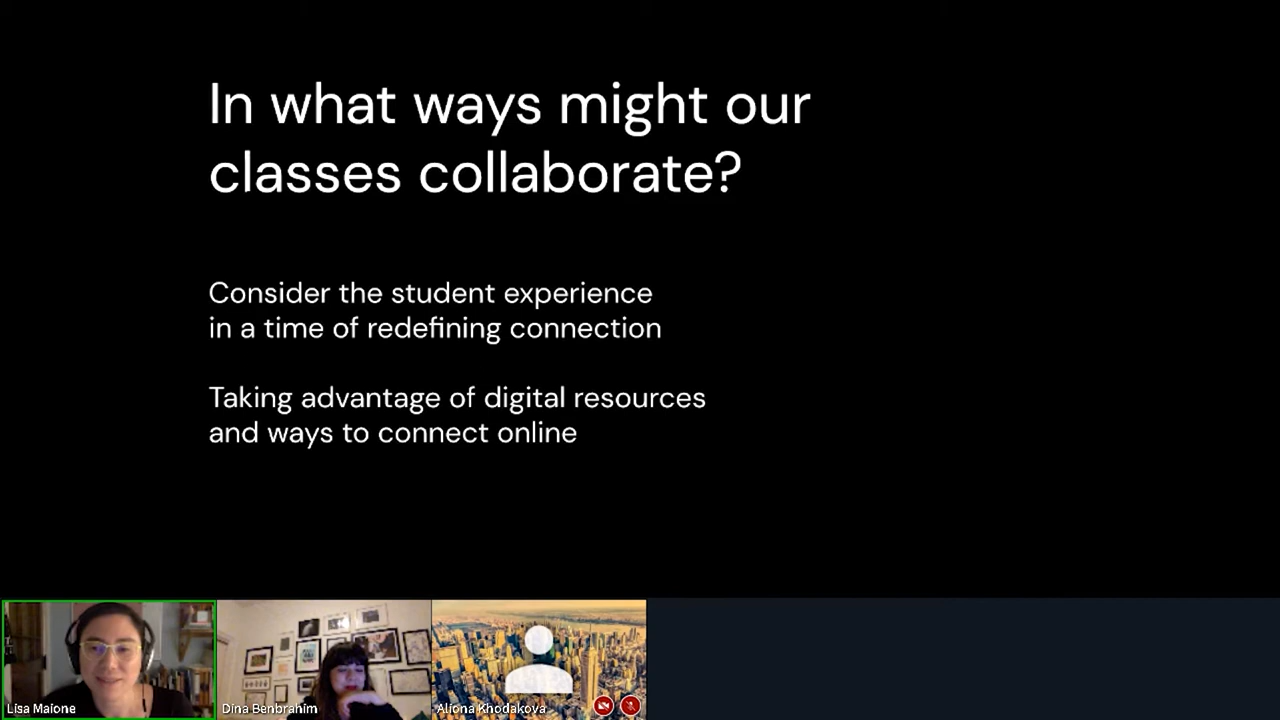 In what ways might our
classes collaborate?
Consider the student experience
in a time of redefining connection
Taking advantage of digital resources
and ways to connect online
Lisa Maione
Dina Benbrahim
Aliona Khodakova